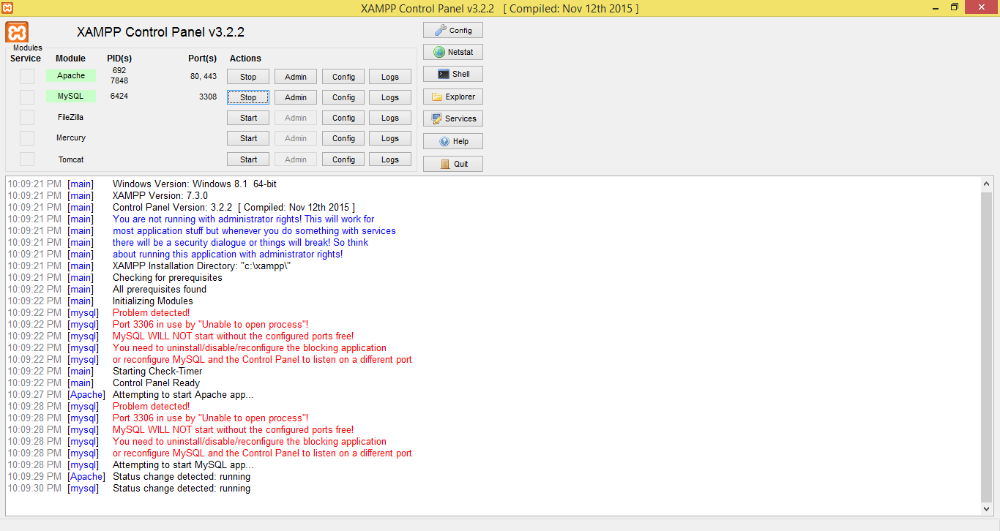 XAMPP Control Panel v3.2.2 [ Compiled: Nov 12th 2015 ]
XAMPP Control Panel v3.2.2
Config
Modules
Service Module PID(s) Port(s) Actions
Netstat
Apache 692 7848 80, 443 Stop Admin Config Logs
Shell
MySQL 6424 3308 Stop Admin Config Logs
Explorer
FileZilla Start Admin Config Logs
Services
Mercury Start Admin Config Logs
Help
Tomcat Start Admin Config Logs
Quit
10:09:21 PM [main] Windows Version: Windows 8.1 64-bit
10:09:21 PM [main] XAMPP Version: 7.3.0
10:09:21 PM [main] Control Panel Version: 3.2.2 [ Compiled: Nov 12th 2015 ]
10:09:21 PM [main] You are not running with administrator rights! This will work for
10:09:21 PM [main] most application stuff but whenever you do something with services
10:09:21 PM [main] there will be a security dialogue or things will break! So think
10:09:21 PM [main] about running this application with administrator rights!
10:09:21 PM [main] XAMPP Installation Directory: "c:\xampp\"
10:09:21 PM [main] Checking for prerequisites
10:09:22 PM [main] All prerequisites found
10:09:22 PM [main] Initializing Modules
10:09:22 PM [mysql] Problem detected!
10:09:22 PM [mysql] Port 3306 in use by "Unable to open process"!
10:09:22 PM [mysql] MySQL WILL NOT start without the configured ports free!
10:09:22 PM [mysql] You need to uninstall/disable/reconfigure the blocking application
10:09:22 PM [mysql] or reconfigure MySQL and the Control Panel to listen on a different port
10:09:22 PM [main] Starting Check-Timer
10:09:22 PM [main] Control Panel Ready
10:09:27 PM [Apache] Attempting to start Apache app...
10:09:28 PM [mysql] Problem detected!
10:09:28 PM [mysql] Port 3306 in use by "Unable to open process"!
10:09:28 PM [mysql] MySQL WILL NOT start without the configured ports free!
10:09:28 PM [mysql] You need to uninstall/disable/reconfigure the blocking application
10:09:28 PM [mysql] or reconfigure MySQL and the Control Panel to listen on a different port
10:09:28 PM [mysql] Attempting to start MySQL app...
10:09:29 PM [Apache] Status change detected: running
10:09:30 PM [mysql] Status change detected: running